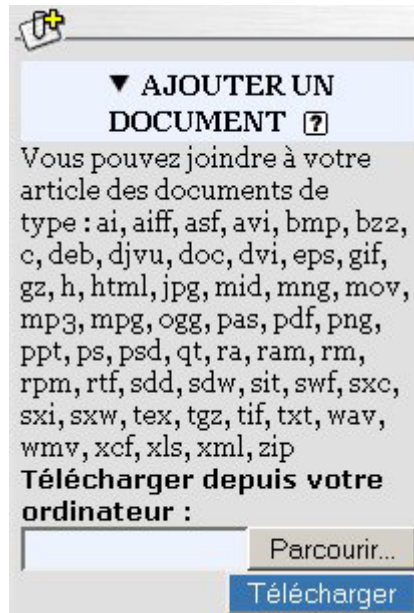 ▼ AJOUTER UN
DOCUMENT ?
Vous pouvez joindre à votre
article des documents de
type : ai, aiff, asf, avi, bmp, bz2,
c, deb, djvu, doc, dvi, eps, gif,
gz, h, html, jpg, mid, mng, mov,
mp3, mpg, ogg, pas, pdf, png,
ppt, ps, psd, qt, ra, ram, rm,
rpm, rtf, sdd, sdw, sit, swf, sxc,
sxi, sxw, tex, tgz, tif, txt, wav,
wmv, xcf, xls, xml, zip
Télécharger depuis votre
ordinateur :
Parcourir...
Télécharger